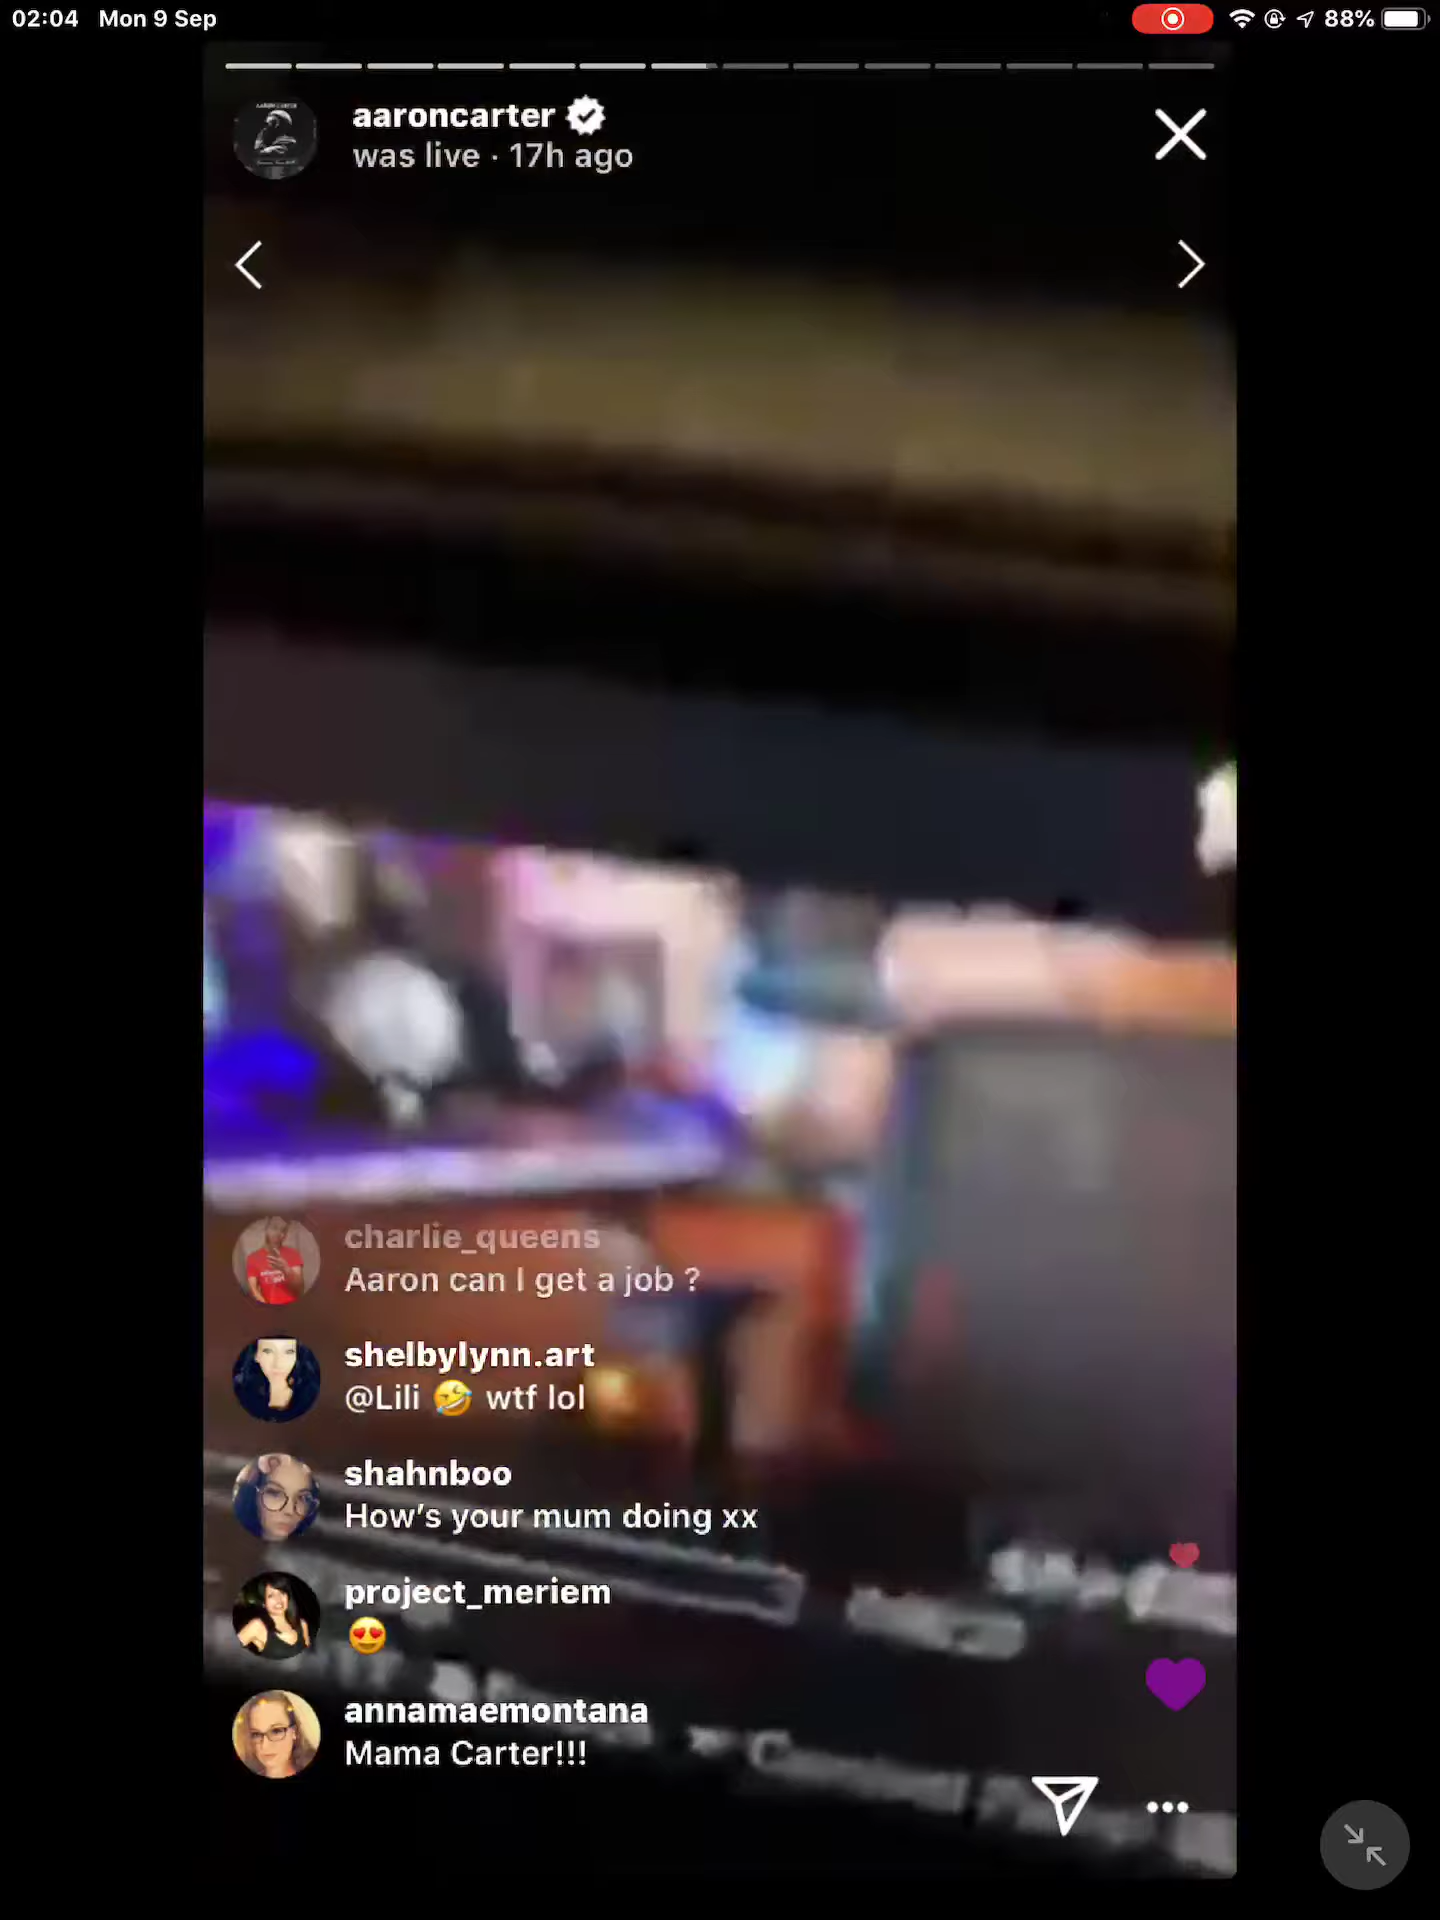 02:04 Mon 9 Sep 88%
aaroncarter
was live · 17h ago
charlie_queens
Aaron can I get a job ?
shelbylynn.art
@Lili 🤣 wtf lol
shahnboo
How's your mum doing xx
project_meriem
😍
annamaemontana
Mama Carter!!!